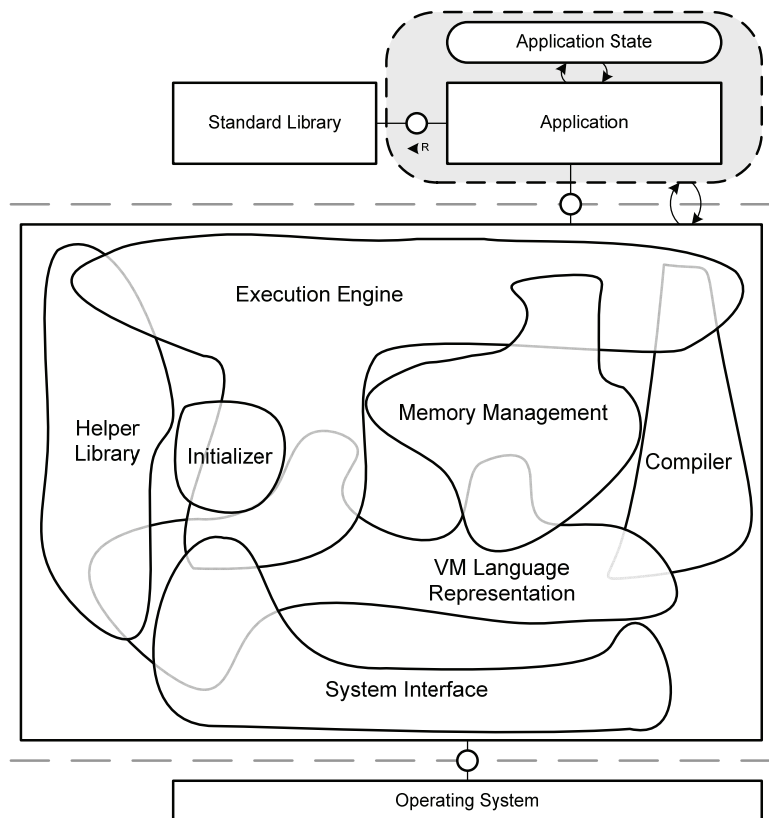 Application State
Standard Library
Application
R
Execution Engine
Memory Management
Helper
Library
Initializer
Compiler
VM Language
Representation
System Interface
Operating System